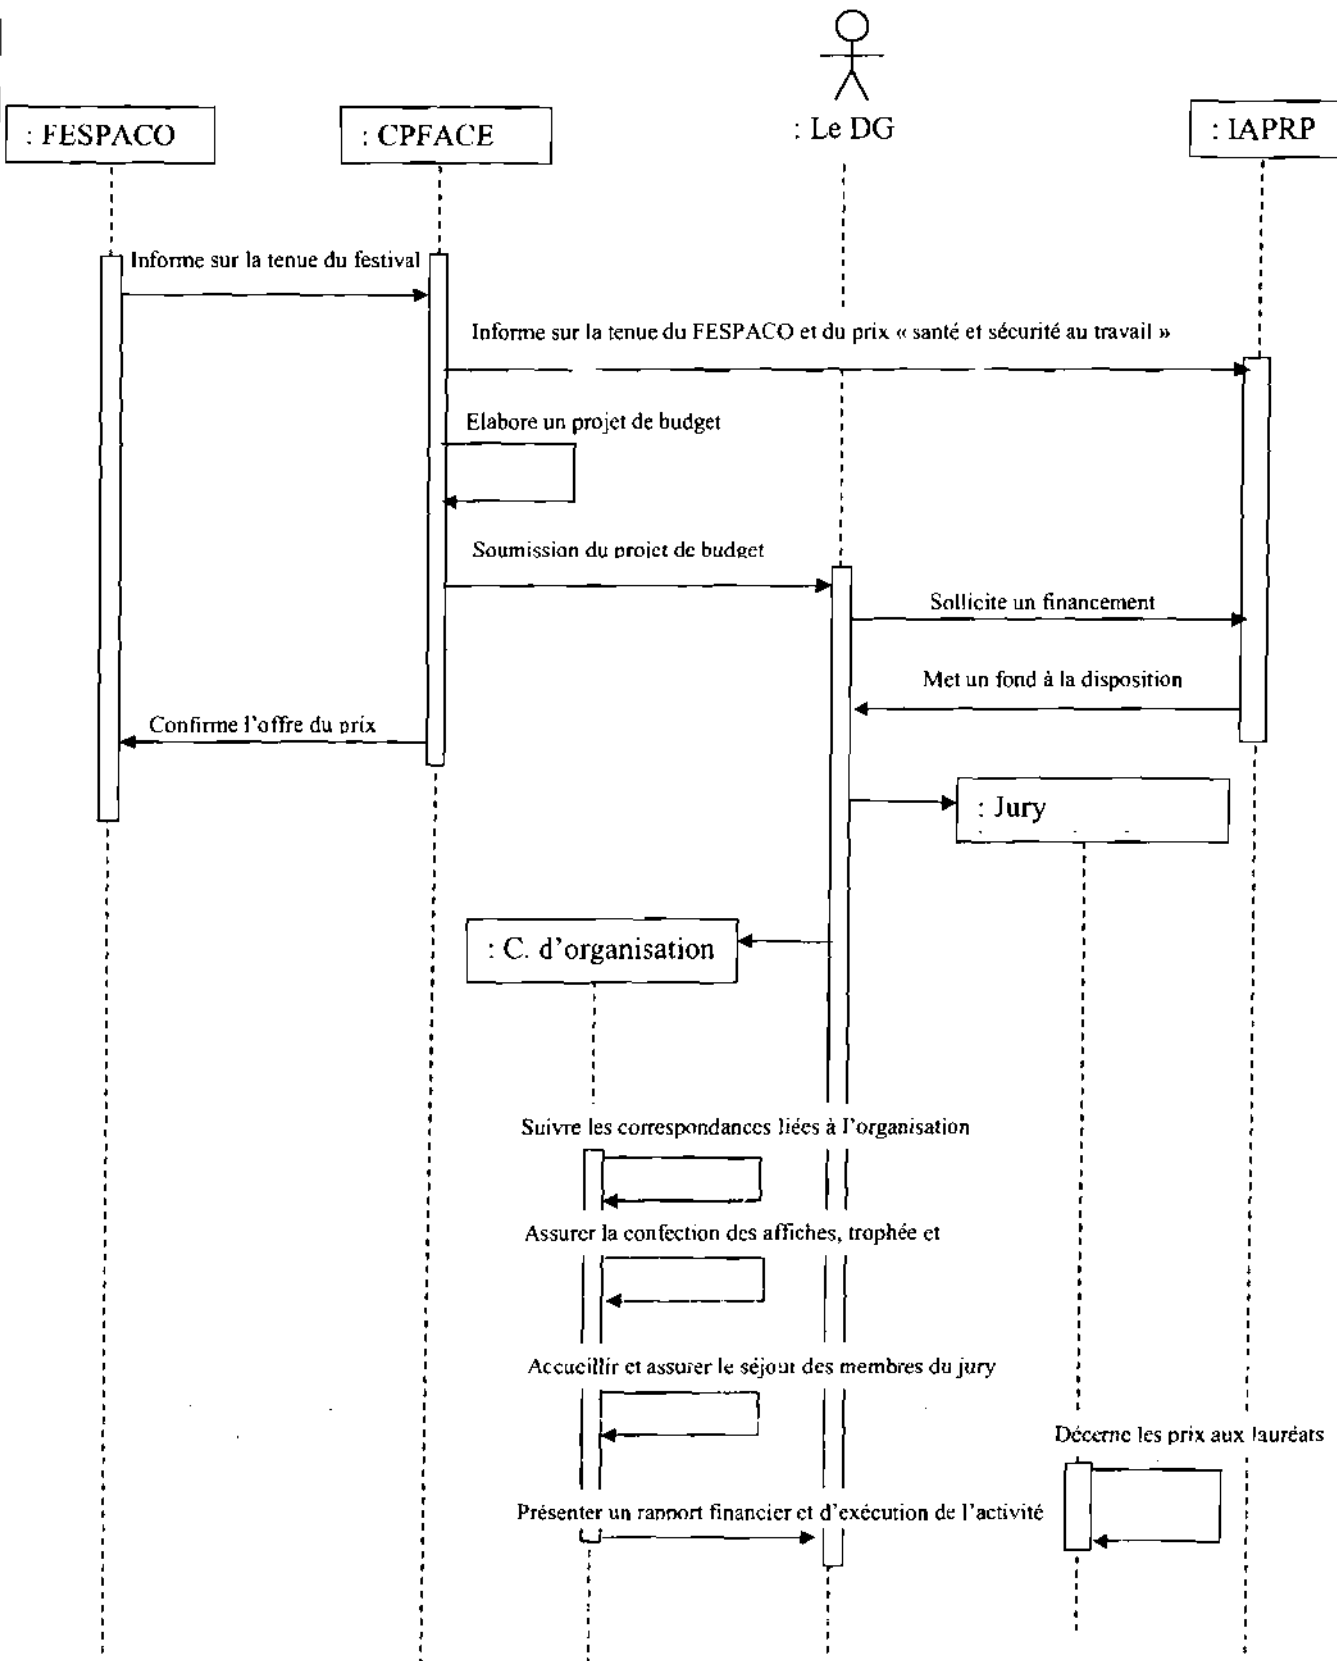 : FESPACO
: CPFACE
: Le DG
: IAPRP
Informe sur la tenue du festival
Informe sur la tenue du FESPACO et du prix « santé et sécurité au travail »
Elabore un projet de budget
Soumission du projet de budget
Sollicite un financement
Met un fond à la disposition
Confirme l'offre du prix
: Jury
: C. d'organisation
Suivre les correspondances liées à l'organisation
Assurer la confection des affiches, trophée et
Accueillir et assurer le séjour des membres du jury
Décerne les prix aux lauréats
Présenter un rapport financier et d'exécution de l'activité